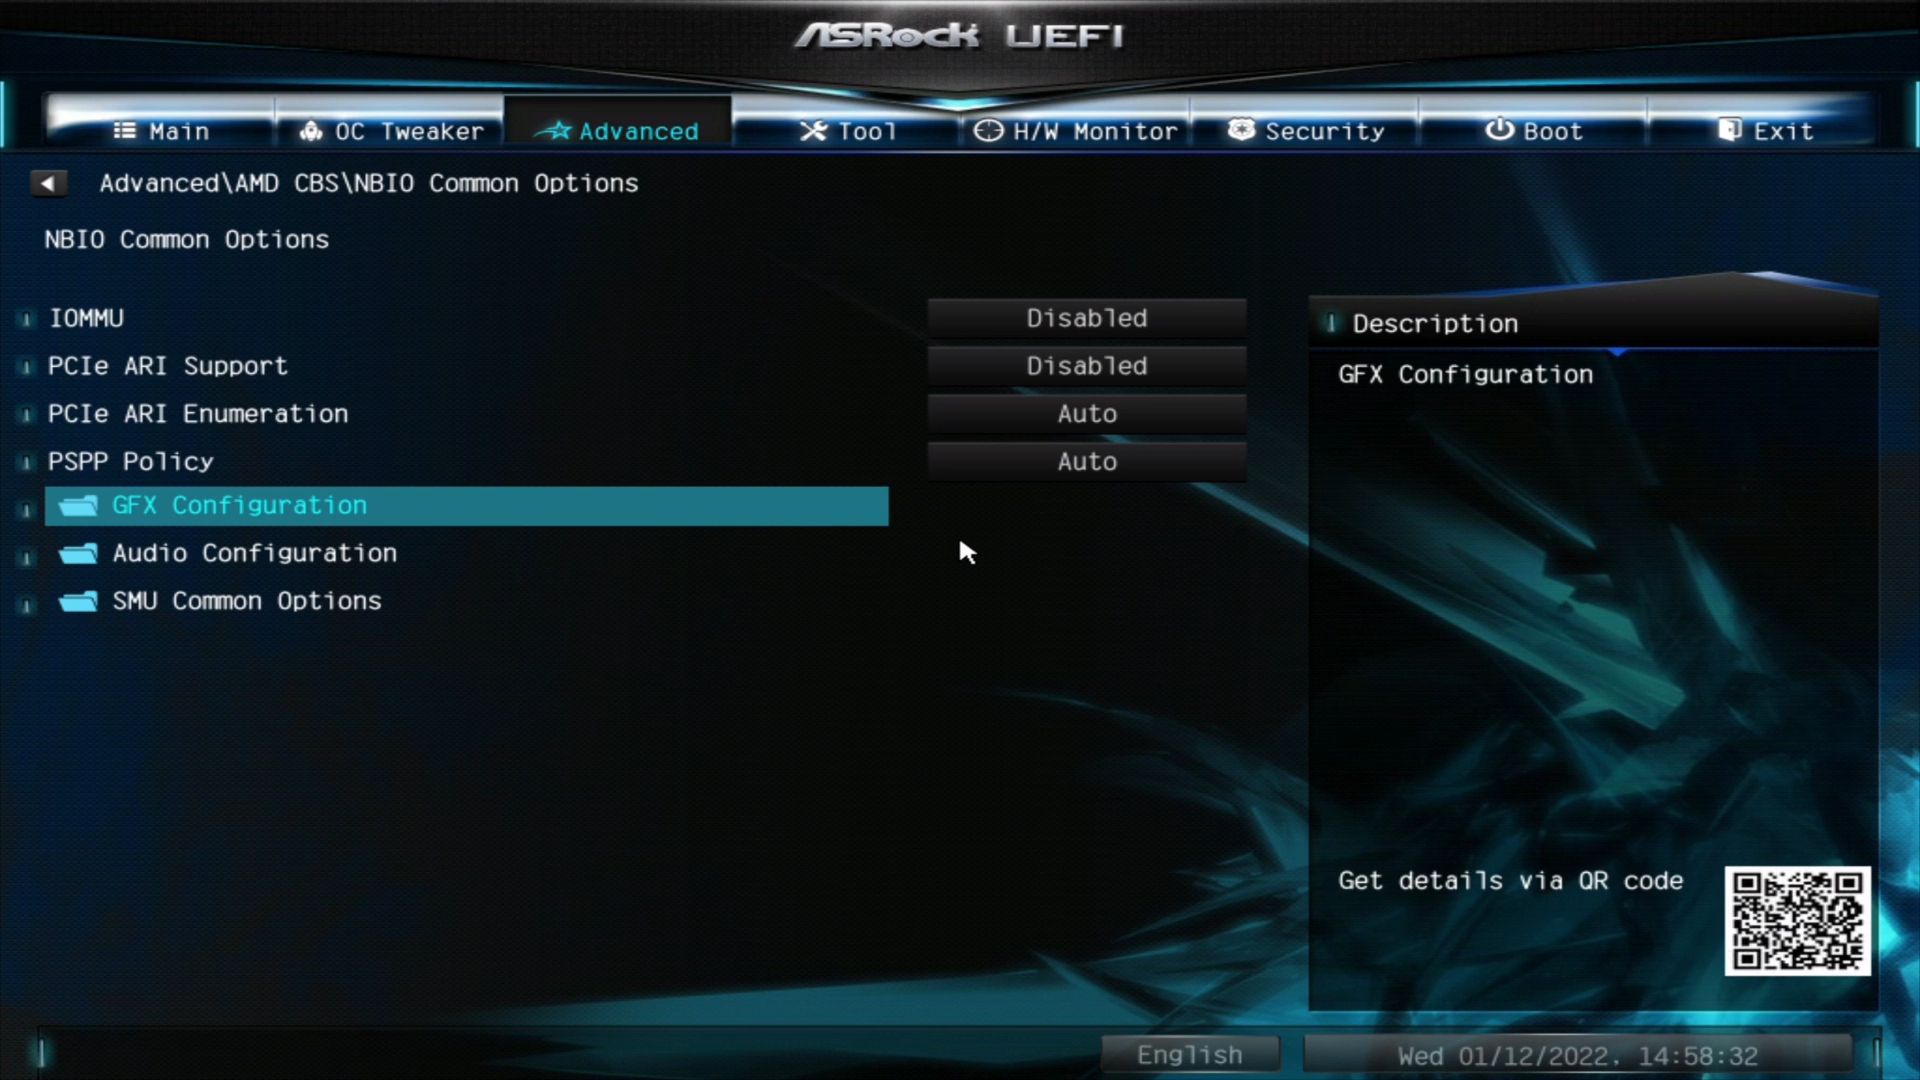 ASRock UEFI
Main
OC Tweaker
Advanced
Tool
H/W Monitor
Security
Boot
Exit
Advanced\AMD CBS\NBIO Common Options
NBIO Common Options
IOMMU Disabled
PCIe ARI Support Disabled
PCIe ARI Enumeration Auto
PSPP Policy Auto
GFX Configuration
Audio Configuration
SMU Common Options
Description
GFX Configuration
Get details via QR code
English
Wed 01/12/2022, 14:58:32